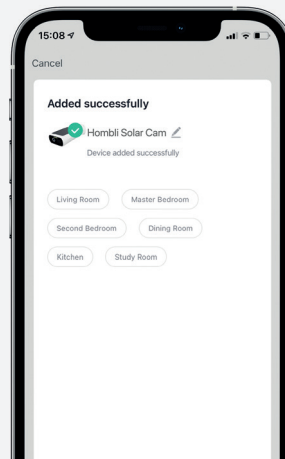 15:08
Cancel
Added successfully
Hombli Solar Cam
Device added successfully
Living Room
Master Bedroom
Second Bedroom
Dining Room
Kitchen
Study Room